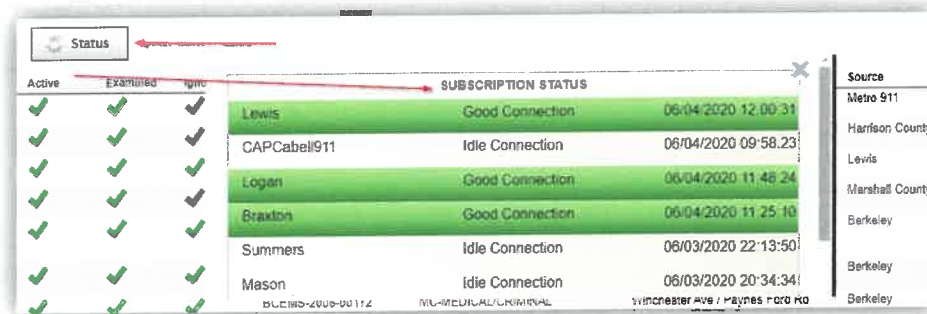 Status
Active Examined
SUBSCRIPTION STATUS
Source
Lewis Good Connection 06/04/2020 12:00:31
CAPCabell911 Idle Connection 06/04/2020 09:58:23
Logan Good Connection 06/04/2020 11:46:24
Braxton Good Connection 06/04/2020 11:25:10
Summers Idle Connection 06/03/2020 22:13:50
Mason Idle Connection 06/03/2020 20:34:34
MC-MEDICAL/CRIMINAL Winchester Ave / Paynes Ford Rd
Metro 911
Harrison County
Lewis
Marshall County
Berkeley
Berkeley
Berkeley